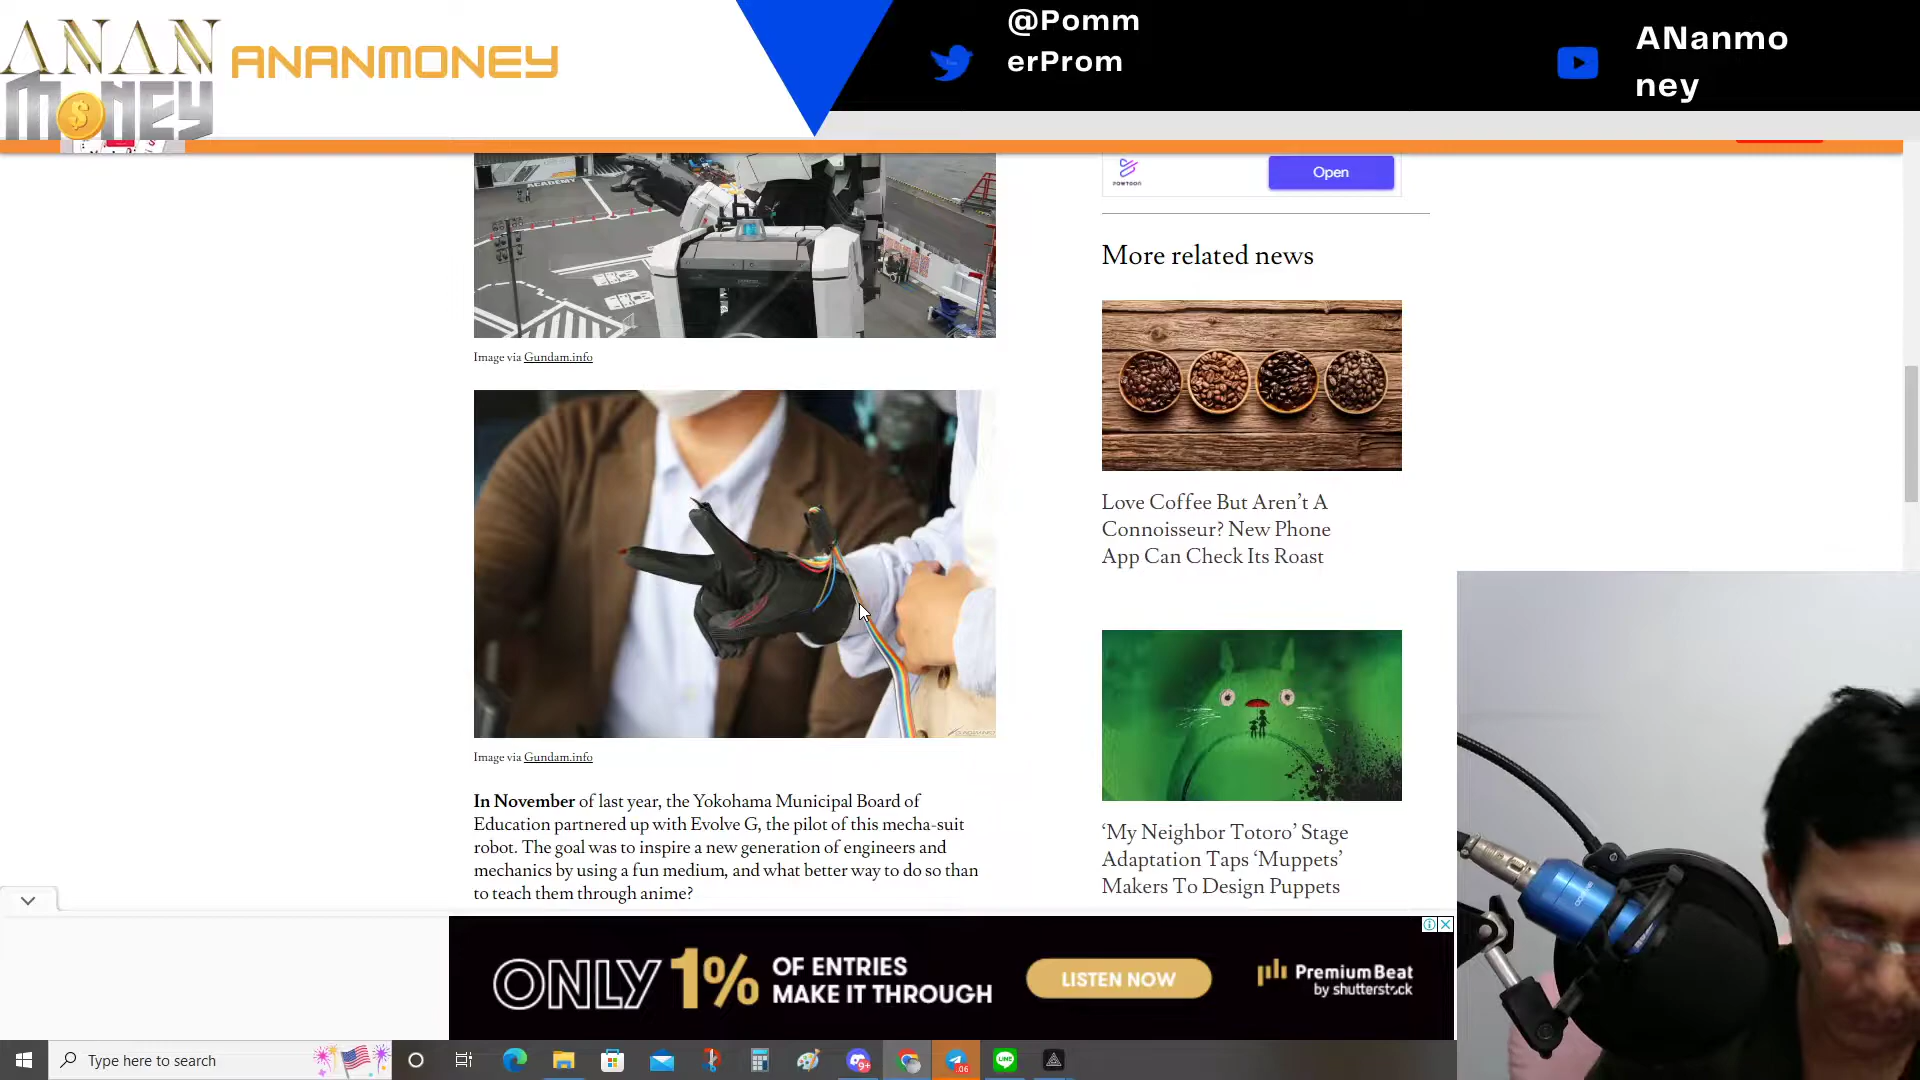 ANAN
MONEY
ANANMONEY
@Pomm
erProm
ANanmo
ney
ACADEMY
POWTOON
Open
More related news
Image via Gundam.info
Love Coffee But Aren’t A
Connoisseur? New Phone
App Can Check Its Roast
Image via Gundam.info
In November of last year, the Yokohama Municipal Board of
Education partnered up with Evolve G, the pilot of this mecha-suit
robot. The goal was to inspire a new generation of engineers and
mechanics by using a fun medium, and what better way to do so than
to teach them through anime?
‘My Neighbor Totoro’ Stage
Adaptation Taps ‘Muppets’
Makers To Design Puppets
ONLY 1% OF ENTRIES
MAKE IT THROUGH
LISTEN NOW
PremiumBeat
by shutterstock
Type here to search
9+
.06
LINE